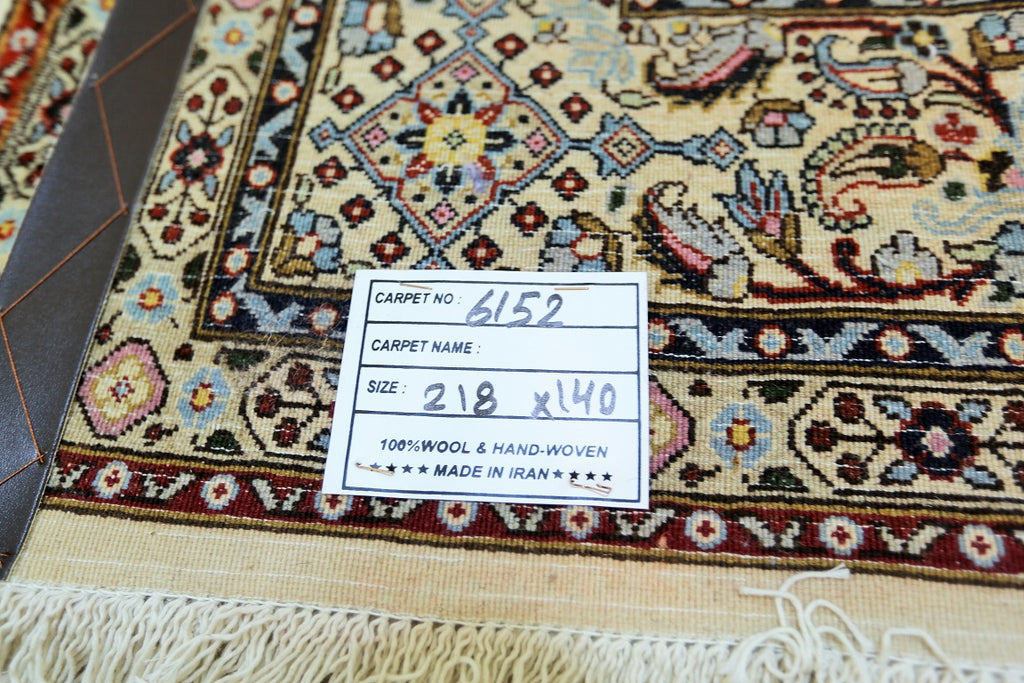 CARPET NO : 6152
CARPET NAME :
SIZE : 218 x140
100%WOOL & HAND-WOVEN
★★★★ MADE IN IRAN ★★★★